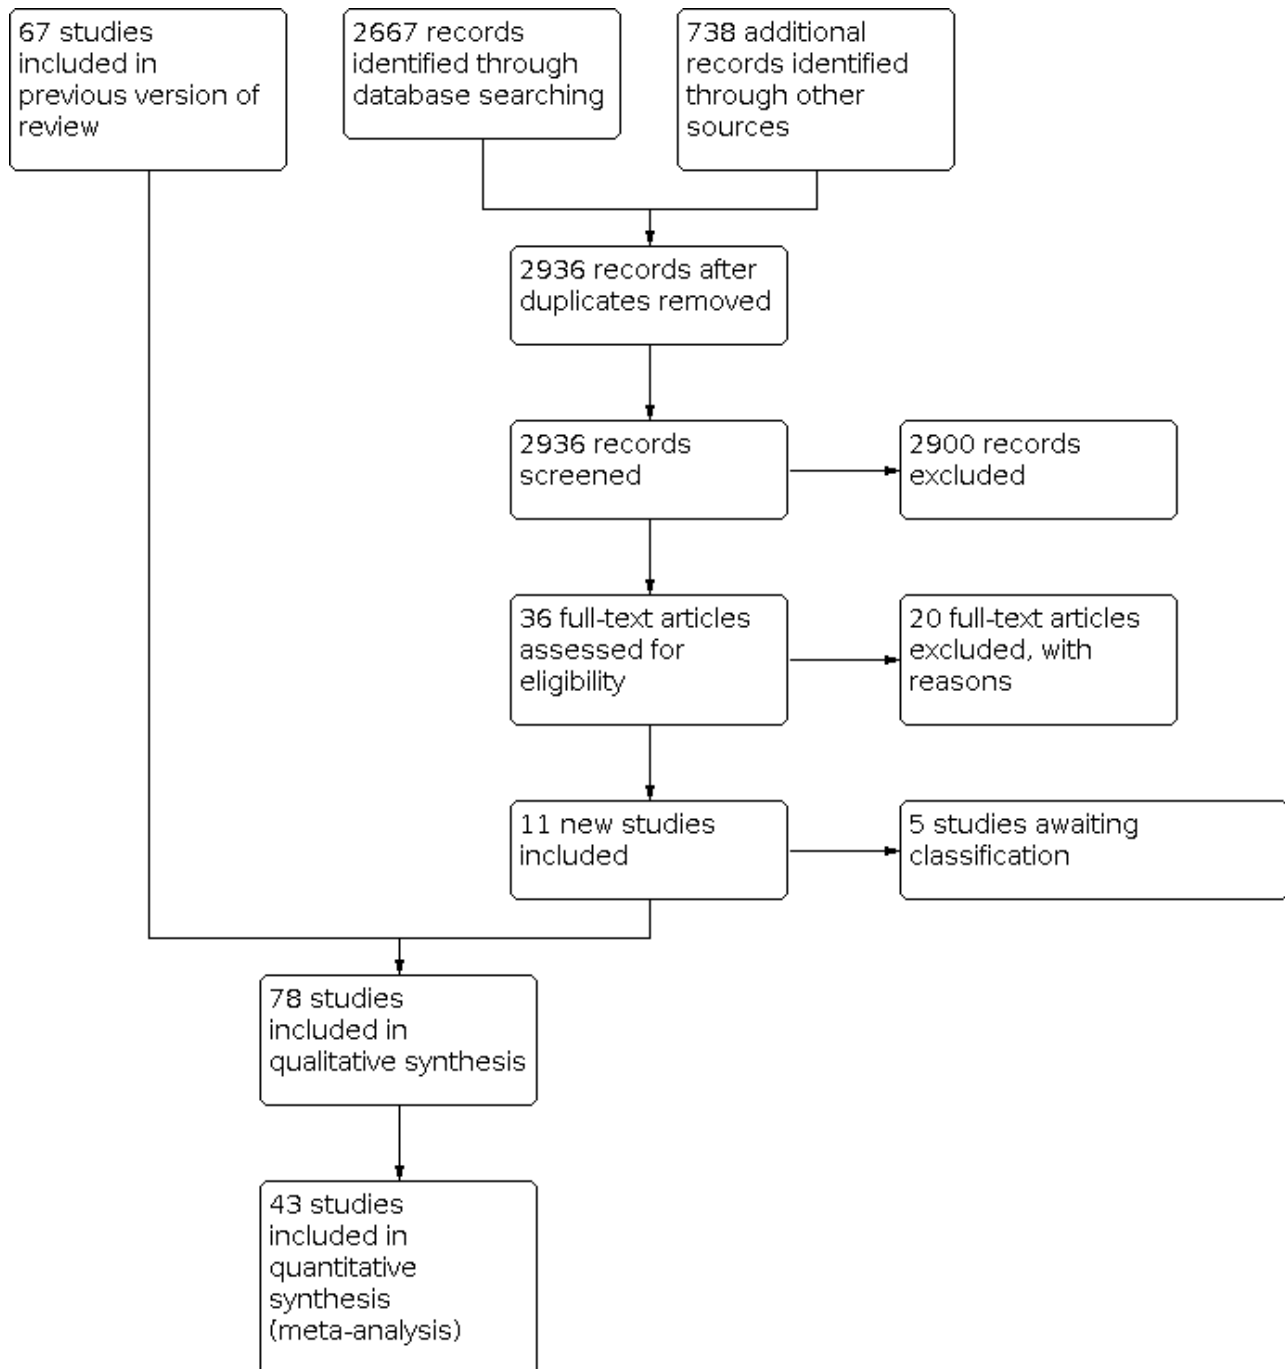 67 studies
included in
previous version of
review
2667 records
identified through
database searching
738 additional
records identified
through other
sources
2936 records after
duplicates removed
2936 records
screened
2900 records
excluded
36 full-text articles
assessed for
eligibility
20 full-text articles
excluded, with
reasons
11 new studies
included
5 studies awaiting
classification
78 studies
included in
qualitative synthesis
43 studies
included in
quantitative
synthesis
(meta-analysis)